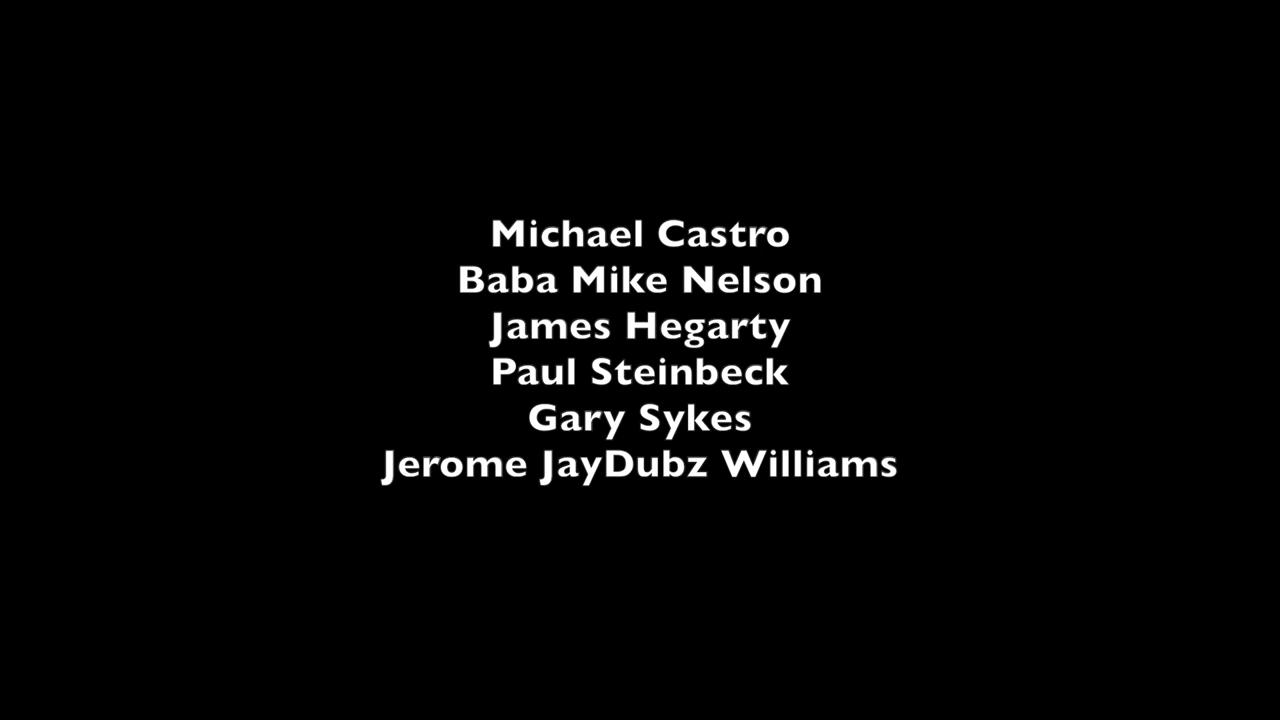 Michael Castro
Baba Mike Nelson
James Hegarty
Paul Steinbeck
Gary Sykes
Jerome JayDubz Williams